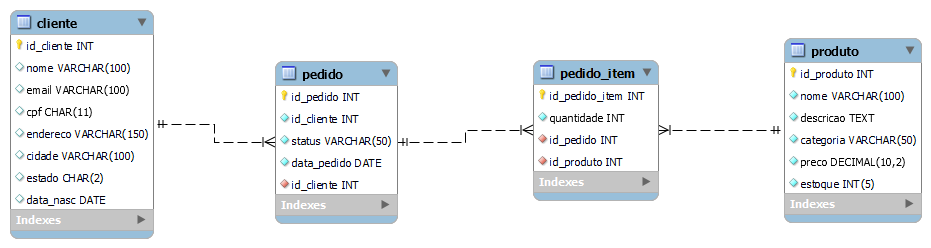 cliente
id_cliente INT
nome VARCHAR(100)
email VARCHAR(100)
cpf CHAR(11)
endereco VARCHAR(150)
cidade VARCHAR(100)
estado CHAR(2)
data_nasc DATE
Indexes
pedido
id_pedido INT
id_cliente INT
status VARCHAR(50)
data_pedido DATE
id_cliente INT
Indexes
pedido_item
id_pedido_item INT
quantidade INT
id_pedido INT
id_produto INT
Indexes
produto
id_produto INT
nome VARCHAR(100)
descricao TEXT
categoria VARCHAR(50)
preco DECIMAL(10,2)
estoque INT(5)
Indexes